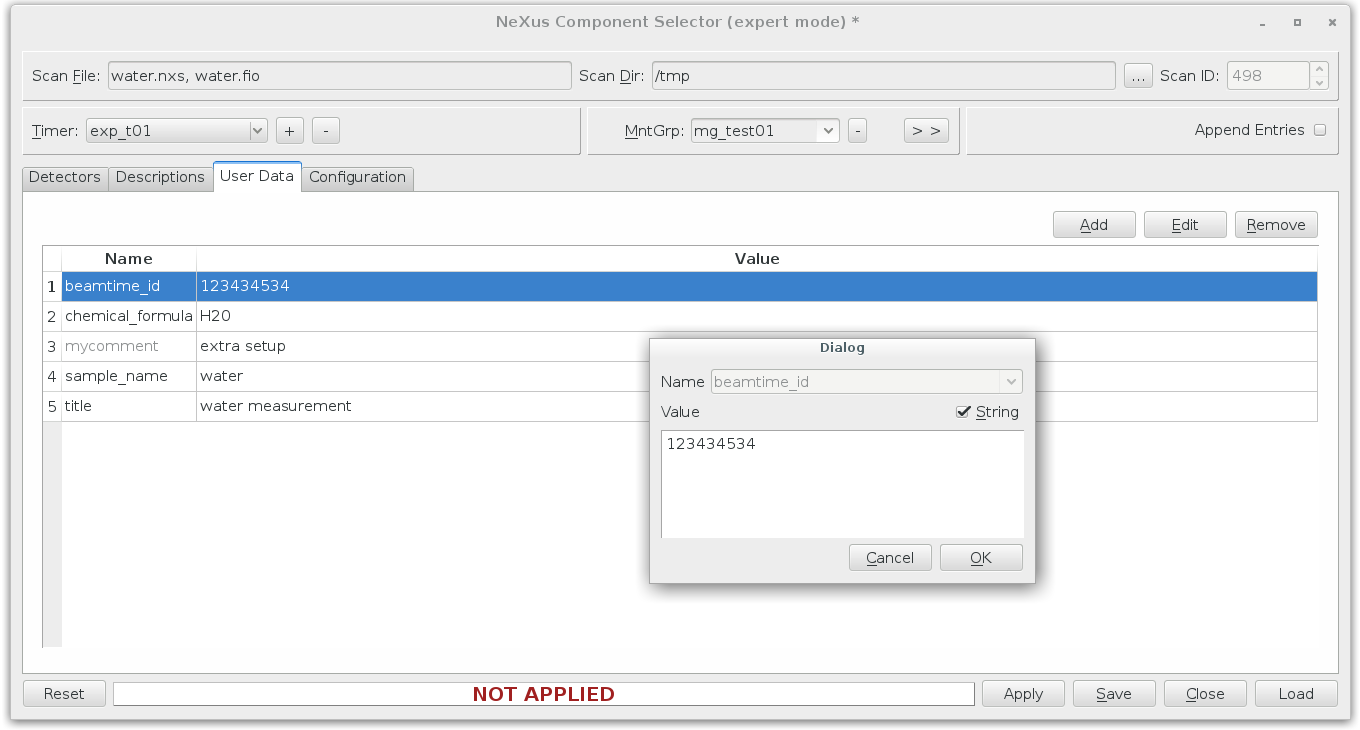 NeXus Component Selector (expert mode) *
Scan File: water.nxs, water.fio Scan Dir: /tmp ... Scan ID: 498
Timer: exp_t01 + - MntGrp: mg_test01 - > > Append Entries
Detectors Descriptions User Data Configuration
Add Edit Remove
Name Value
1 beamtime_id 123434534
2 chemical_formula H20
3 mycomment extra setup
4 sample_name water
5 title water measurement
Dialog
Name beamtime_id
Value String
123434534
Cancel OK
Reset NOT APPLIED Apply Save Close Load